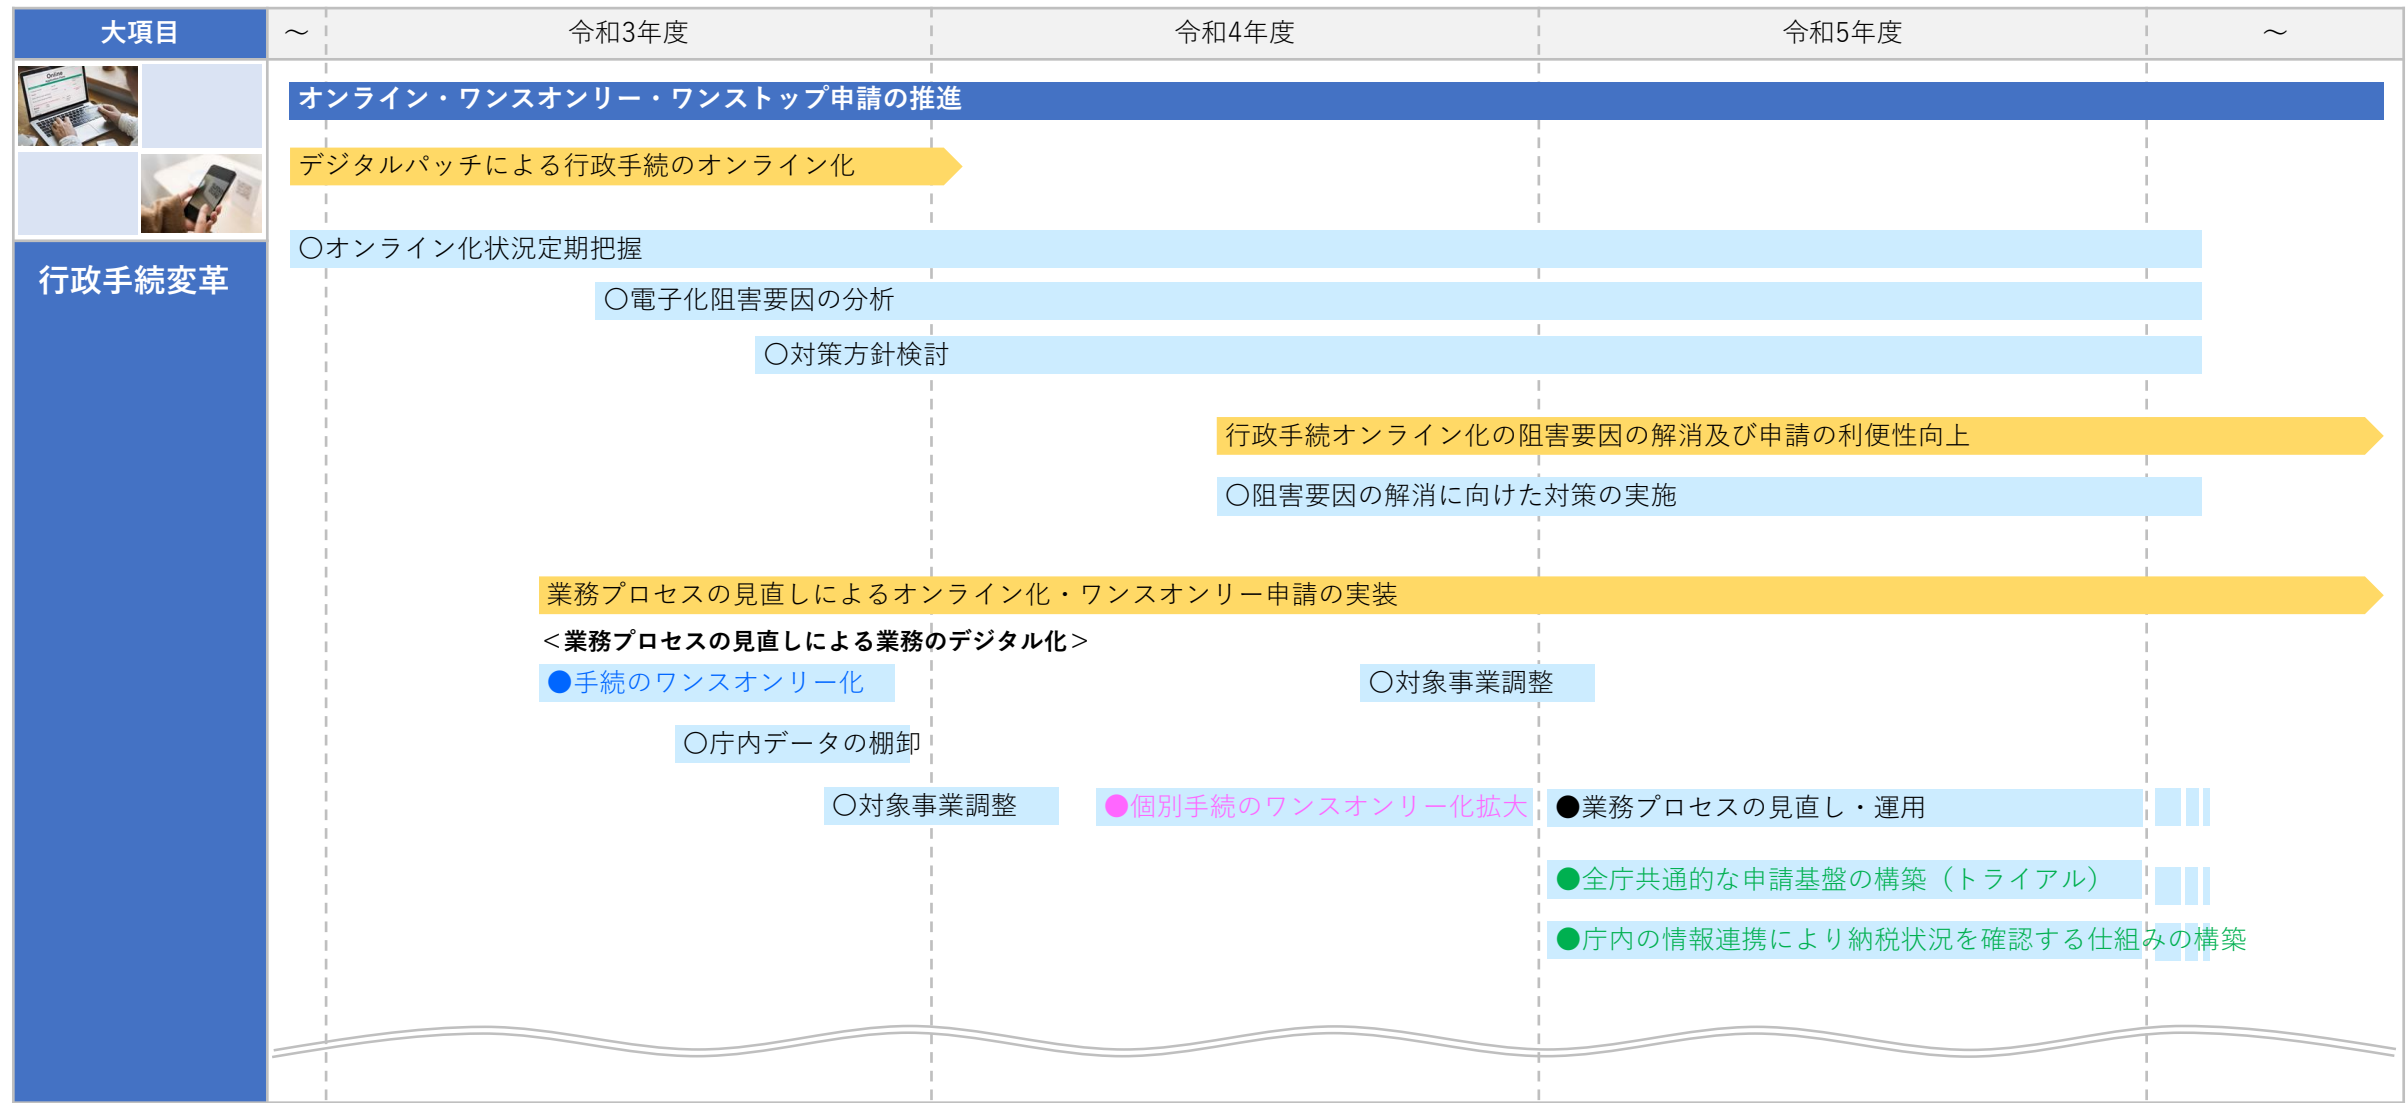 大項目
～
令和3年度
令和4年度
令和5年度
～
オンライン・ワンスオンリー・ワンストップ申請の推進
デジタルパッチによる行政手続のオンライン化
行政手続変革
〇オンライン化状況定期把握
〇電子化阻害要因の分析
〇対策方針検討
行政手続オンライン化の阻害要因の解消及び申請の利便性向上
〇阻害要因の解消に向けた対策の実施
業務プロセスの見直しによるオンライン化・ワンスオンリー申請の実装
＜業務プロセスの見直しによる業務のデジタル化＞
●手続のワンスオンリー化
〇対象事業調整
〇庁内データの棚卸
〇対象事業調整
●個別手続のワンスオンリー化拡大
●業務プロセスの見直し・運用
●全庁共通的な申請基盤の構築（トライアル）
●庁内の情報連携により納税状況を確認する仕組みの構築
Online